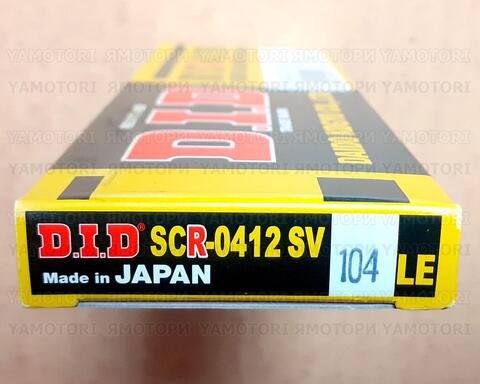 D.I.D
D.I.D® SCR-0412 SV
104 LE
Made in JAPAN
YAMOTORI ЯМОТОРИ YAMOTORI ЯМОТОРИ YAMOTORI